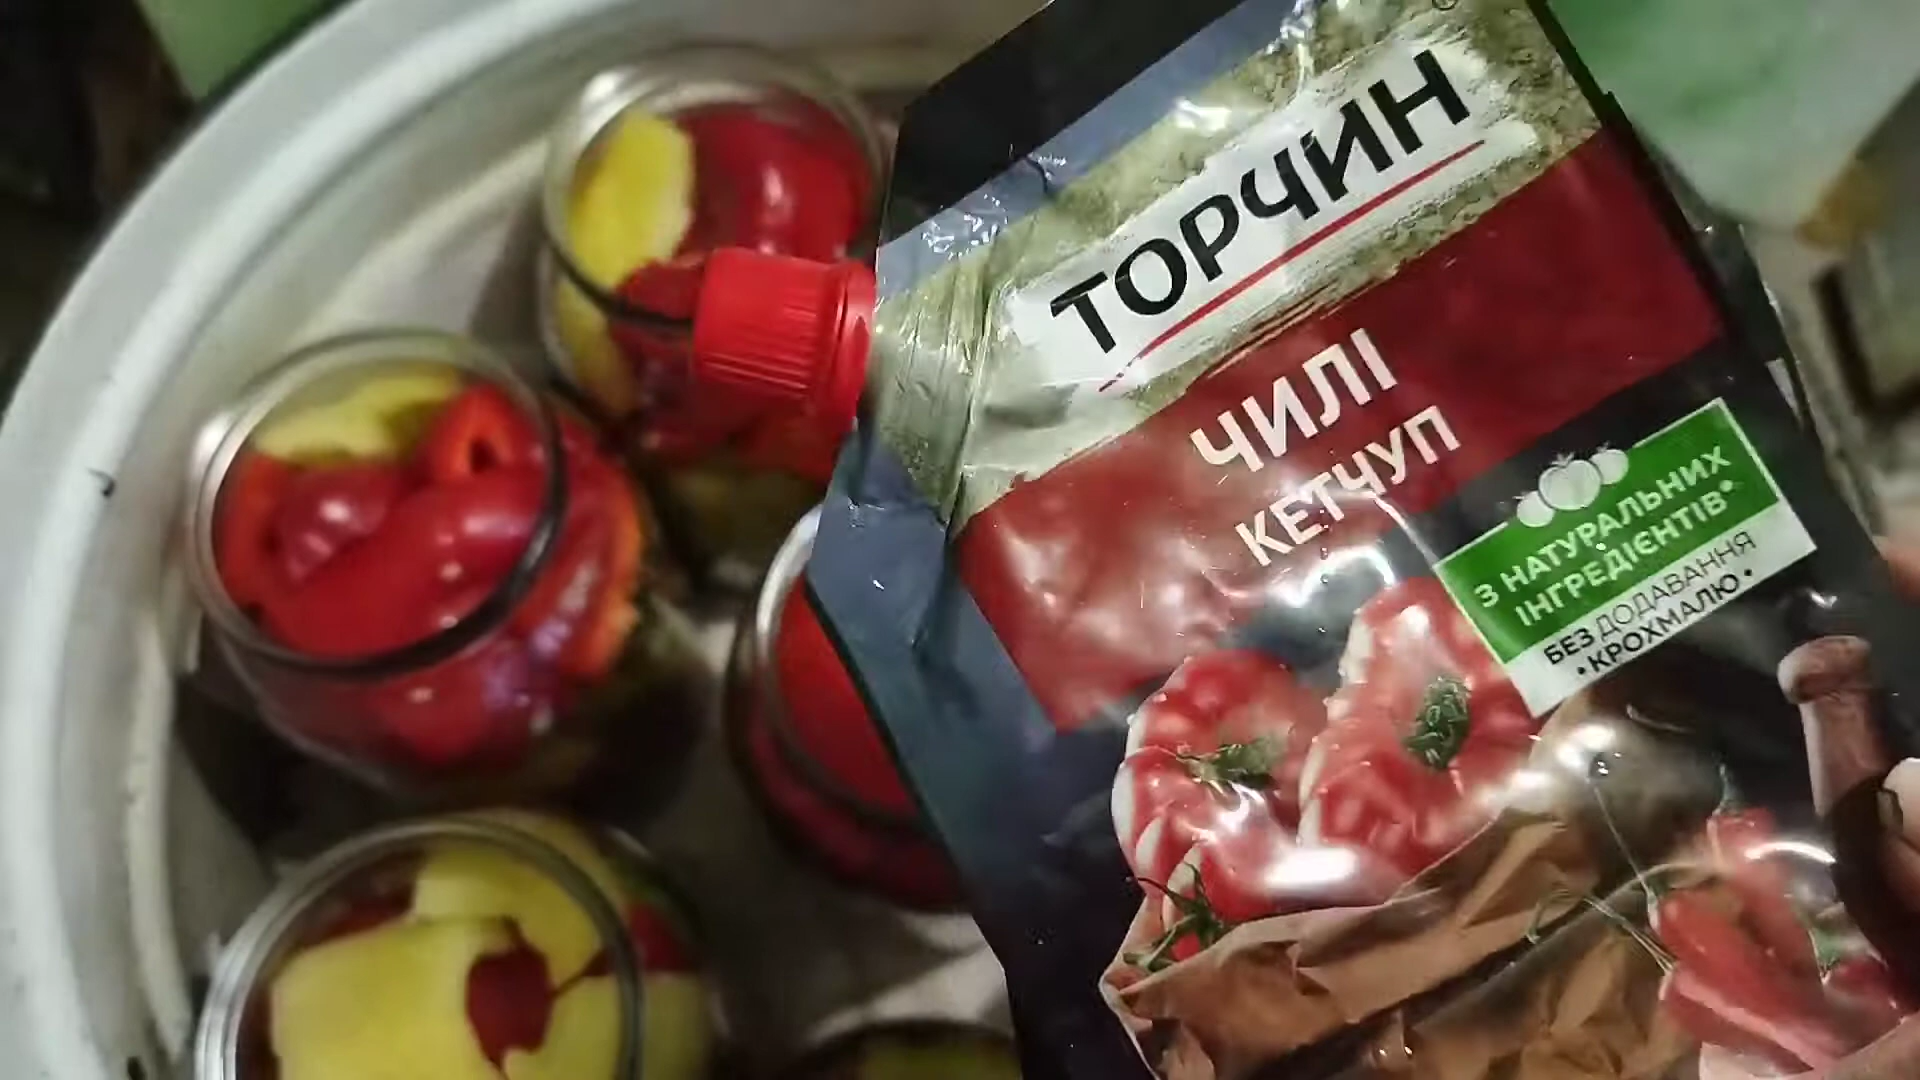 ТОРЧИН
ЧИЛІ
КЕТЧУП
З НАТУРАЛЬНИХ
ІНГРЕДІЄНТІВ*
БЕЗ ДОДАВАННЯ
•КРОХМАЛЮ•